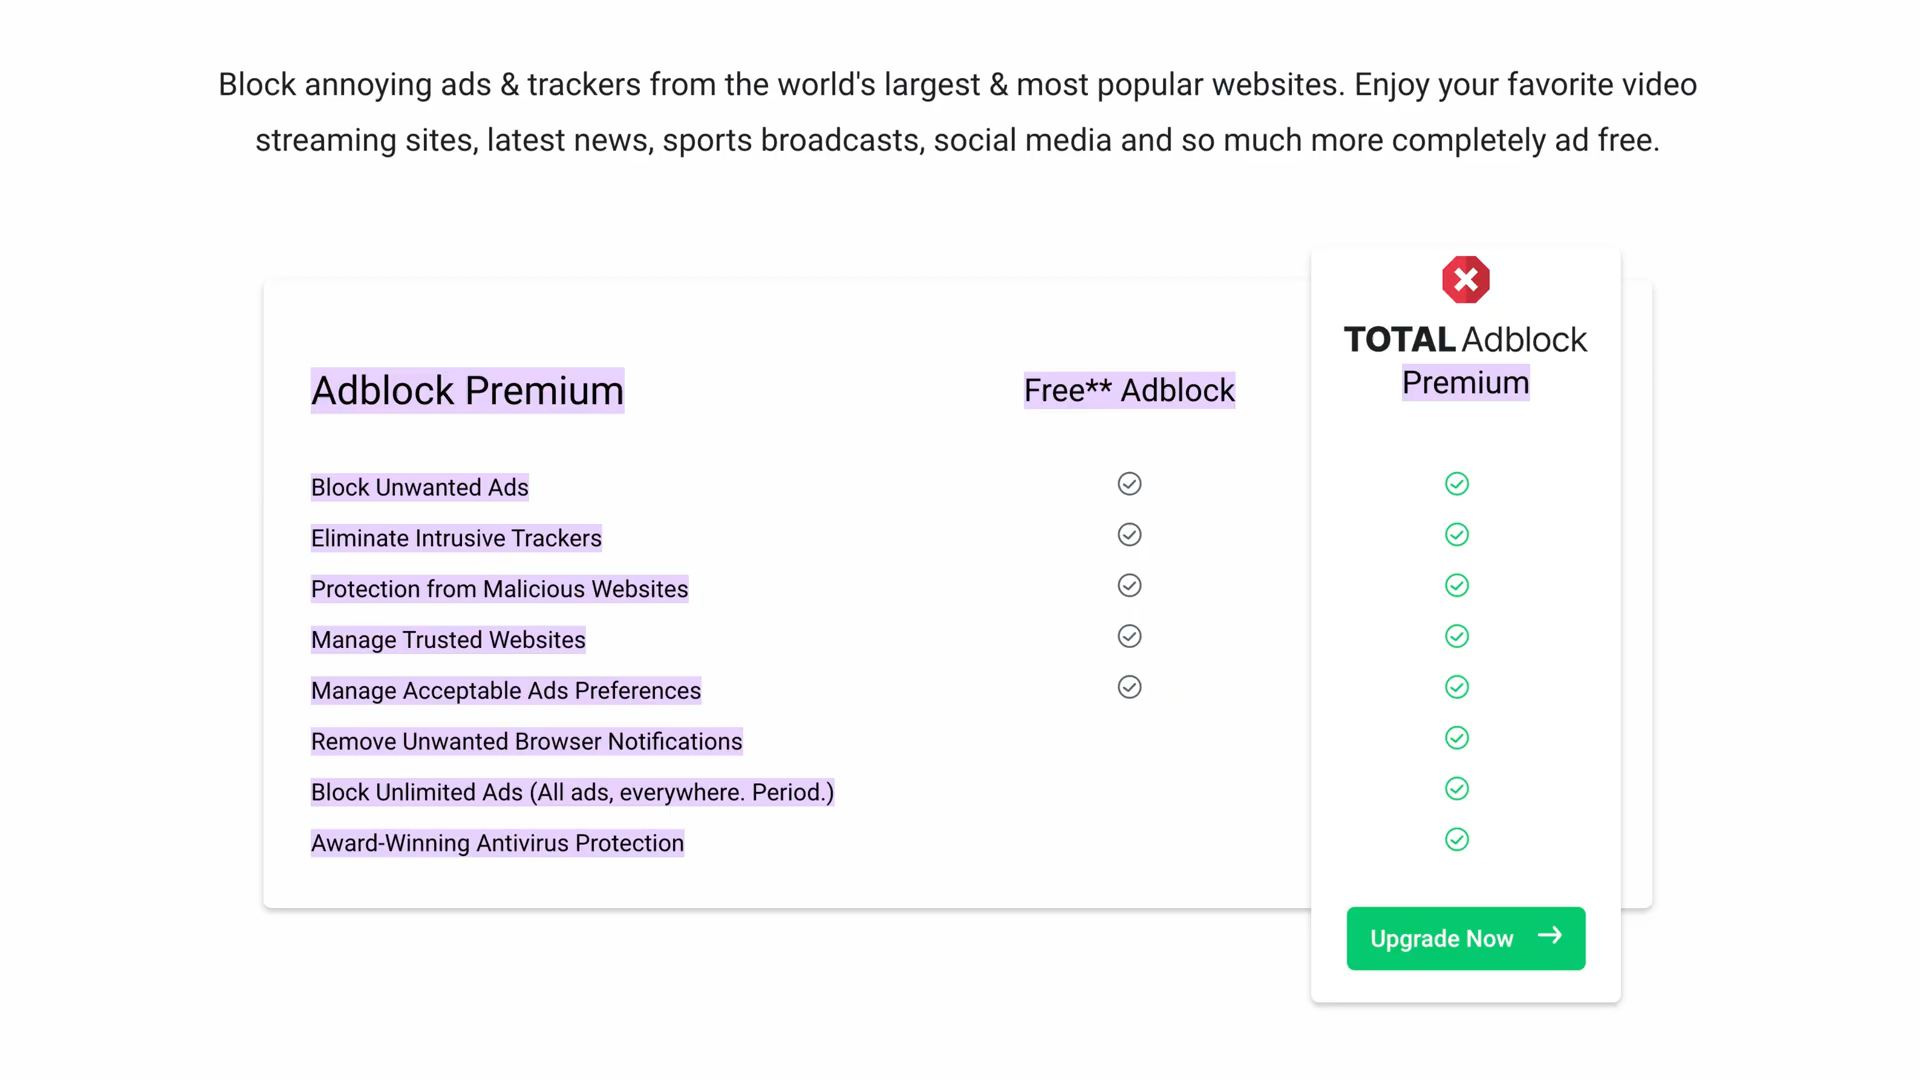 Block annoying ads & trackers from the world's largest & most popular websites. Enjoy your favorite video
streaming sites, latest news, sports broadcasts, social media and so much more completely ad free.
TOTAL Adblock
Adblock Premium
Free** Adblock
Premium
Block Unwanted Ads
Eliminate Intrusive Trackers
Protection from Malicious Websites
Manage Trusted Websites
Manage Acceptable Ads Preferences
Remove Unwanted Browser Notifications
Block Unlimited Ads (All ads, everywhere. Period.)
Award-Winning Antivirus Protection
Upgrade Now